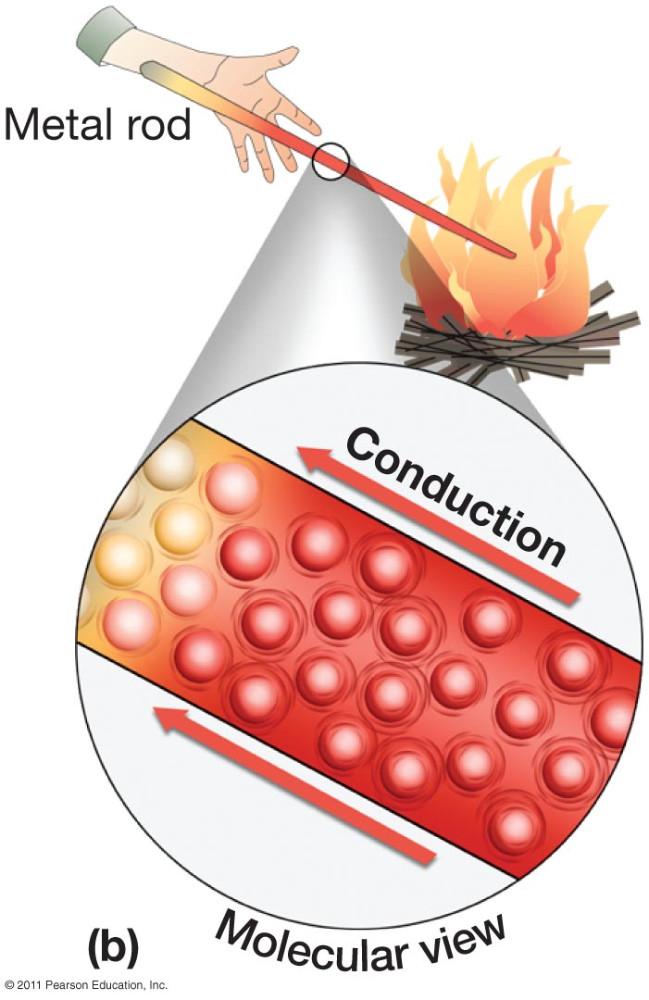 Metal rod
Conduction
Molecular view
(b)
© 2011 Pearson Education, Inc.